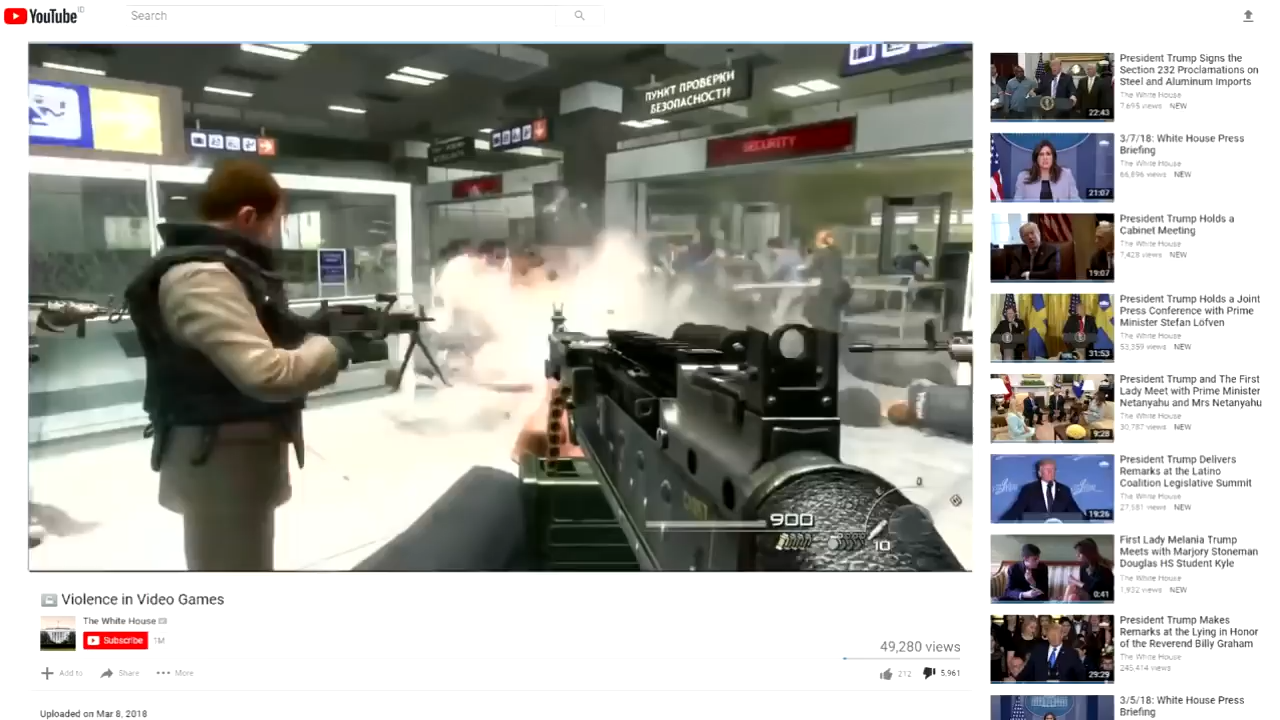 YouTube ID
Search
ПУНКТ ПРОВЕРКИ
БЕЗОПАСНОСТИ
SECURITY
900
0
10
Violence in Video Games
The White House
Subscribe 1M
49,280 views
Add to Share More
212 5,961
Uploaded on Mar 8, 2018
President Trump Signs the
Section 232 Proclamations on
Steel and Aluminum Imports
The White House
7,695 views NEW
22:43
3/7/18: White House Press
Briefing
The White House
66,896 views NEW
21:07
President Trump Holds a
Cabinet Meeting
The White House
7,428 views NEW
19:07
President Trump Holds a Joint
Press Conference with Prime
Minister Stefan Löfven
The White House
53,359 views NEW
31:53
President Trump and The First
Lady Meet with Prime Minister
Netanyahu and Mrs Netanyahu
The White House
30,787 views NEW
9:28
President Trump Delivers
Remarks at the Latino
Coalition Legislative Summit
The White House
27,581 views NEW
19:26
First Lady Melania Trump
Meets with Marjory Stoneman
Douglas HS Student Kyle
The White House
1,932 views NEW
0:41
President Trump Makes
Remarks at the Lying in Honor
of the Reverend Billy Graham
The White House
245,414 views
29:29
3/5/18: White House Press
Briefing